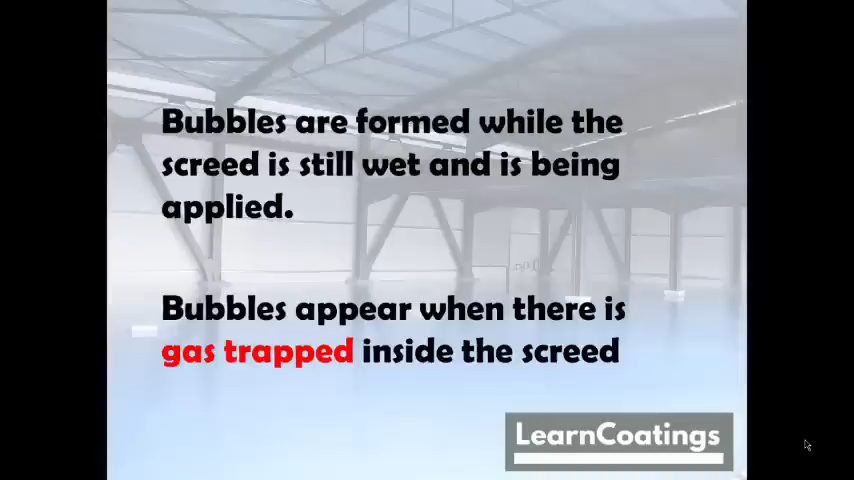 Bubbles are formed while the
screed is still wet and is being
applied.
Bubbles appear when there is
gas trapped inside the screed
LearnCoatings